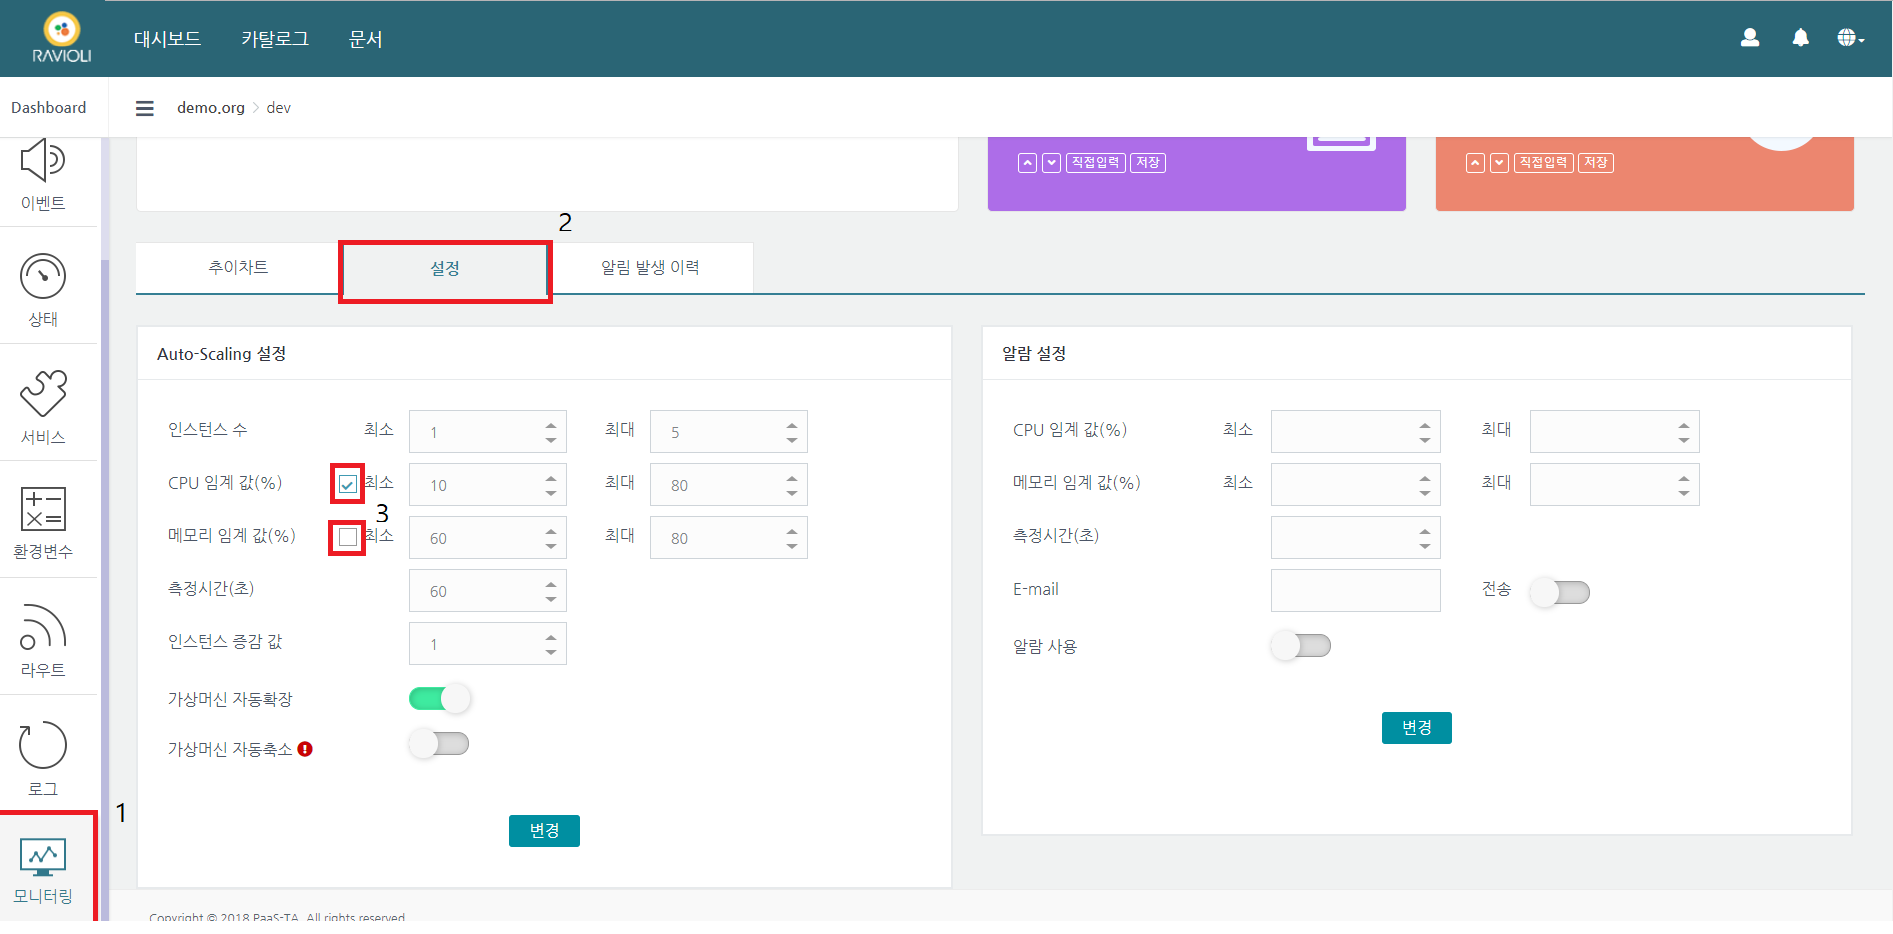 RAVIOLI
대시보드 카탈로그 문서
Dashboard
demo.org > dev
이벤트
상태
서비스
환경변수
라우트
로그
1
모니터링
직접입력 저장
직접입력 저장
2
추이차트 설정 알림 발생 이력
Auto-Scaling 설정
인스턴스 수 최소 1 최대 5
CPU 임계 값(%) 최소 10 최대 80
3
메모리 임계 값(%) 최소 60 최대 80
측정시간(초) 60
인스턴스 증감 값 1
가상머신 자동확장
가상머신 자동축소
변경
알람 설정
CPU 임계 값(%) 최소 최대
메모리 임계 값(%) 최소 최대
측정시간(초)
E-mail 전송
알람 사용
변경
Copyright © 2018 PaaS-TA. All rights reserved.